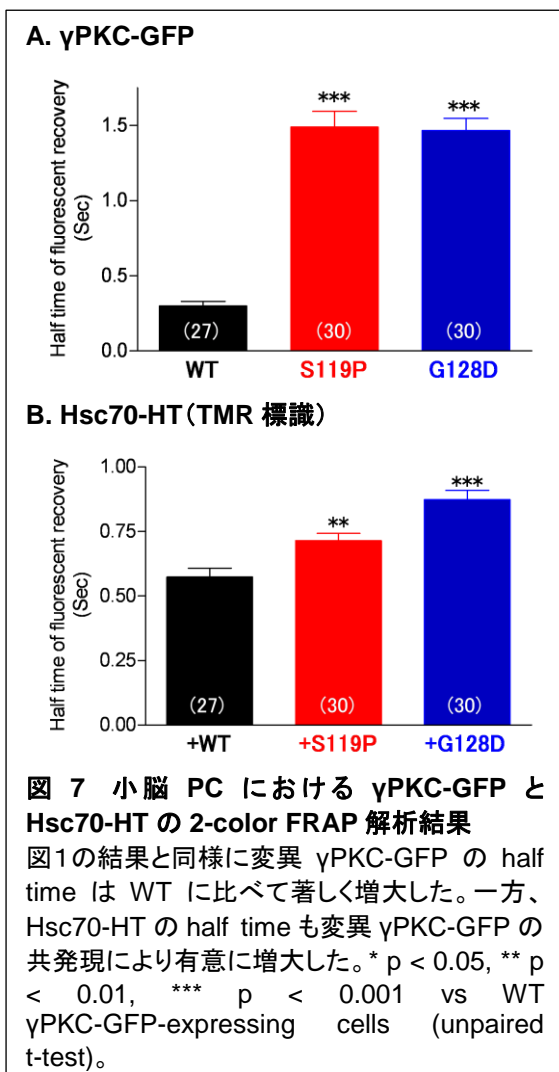 A. γPKC-GFP
Half time of fluorescent recovery
(Sec)
1.5
1.0
0.5
0.0
***
***
(27)
(30)
(30)
WT
S119P
G128D
B. Hsc70-HT(TMR 標識)
Half time of fluorescent recovery
(Sec)
1.00
0.75
0.50
0.25
0.00
**
***
(27)
(30)
(30)
+WT
+S119P
+G128D
図 7 小脳 PC における γPKC-GFP と
Hsc70-HT の 2-color FRAP 解析結果
図1の結果と同様に変異 γPKC-GFP の half
time は WT に比べて著しく増大した。一方、
Hsc70-HT の half time も変異 γPKC-GFP の
共発現により有意に増大した。* p < 0.05, ** p
< 0.01, *** p < 0.001 vs WT
γPKC-GFP-expressing cells (unpaired
t-test)。